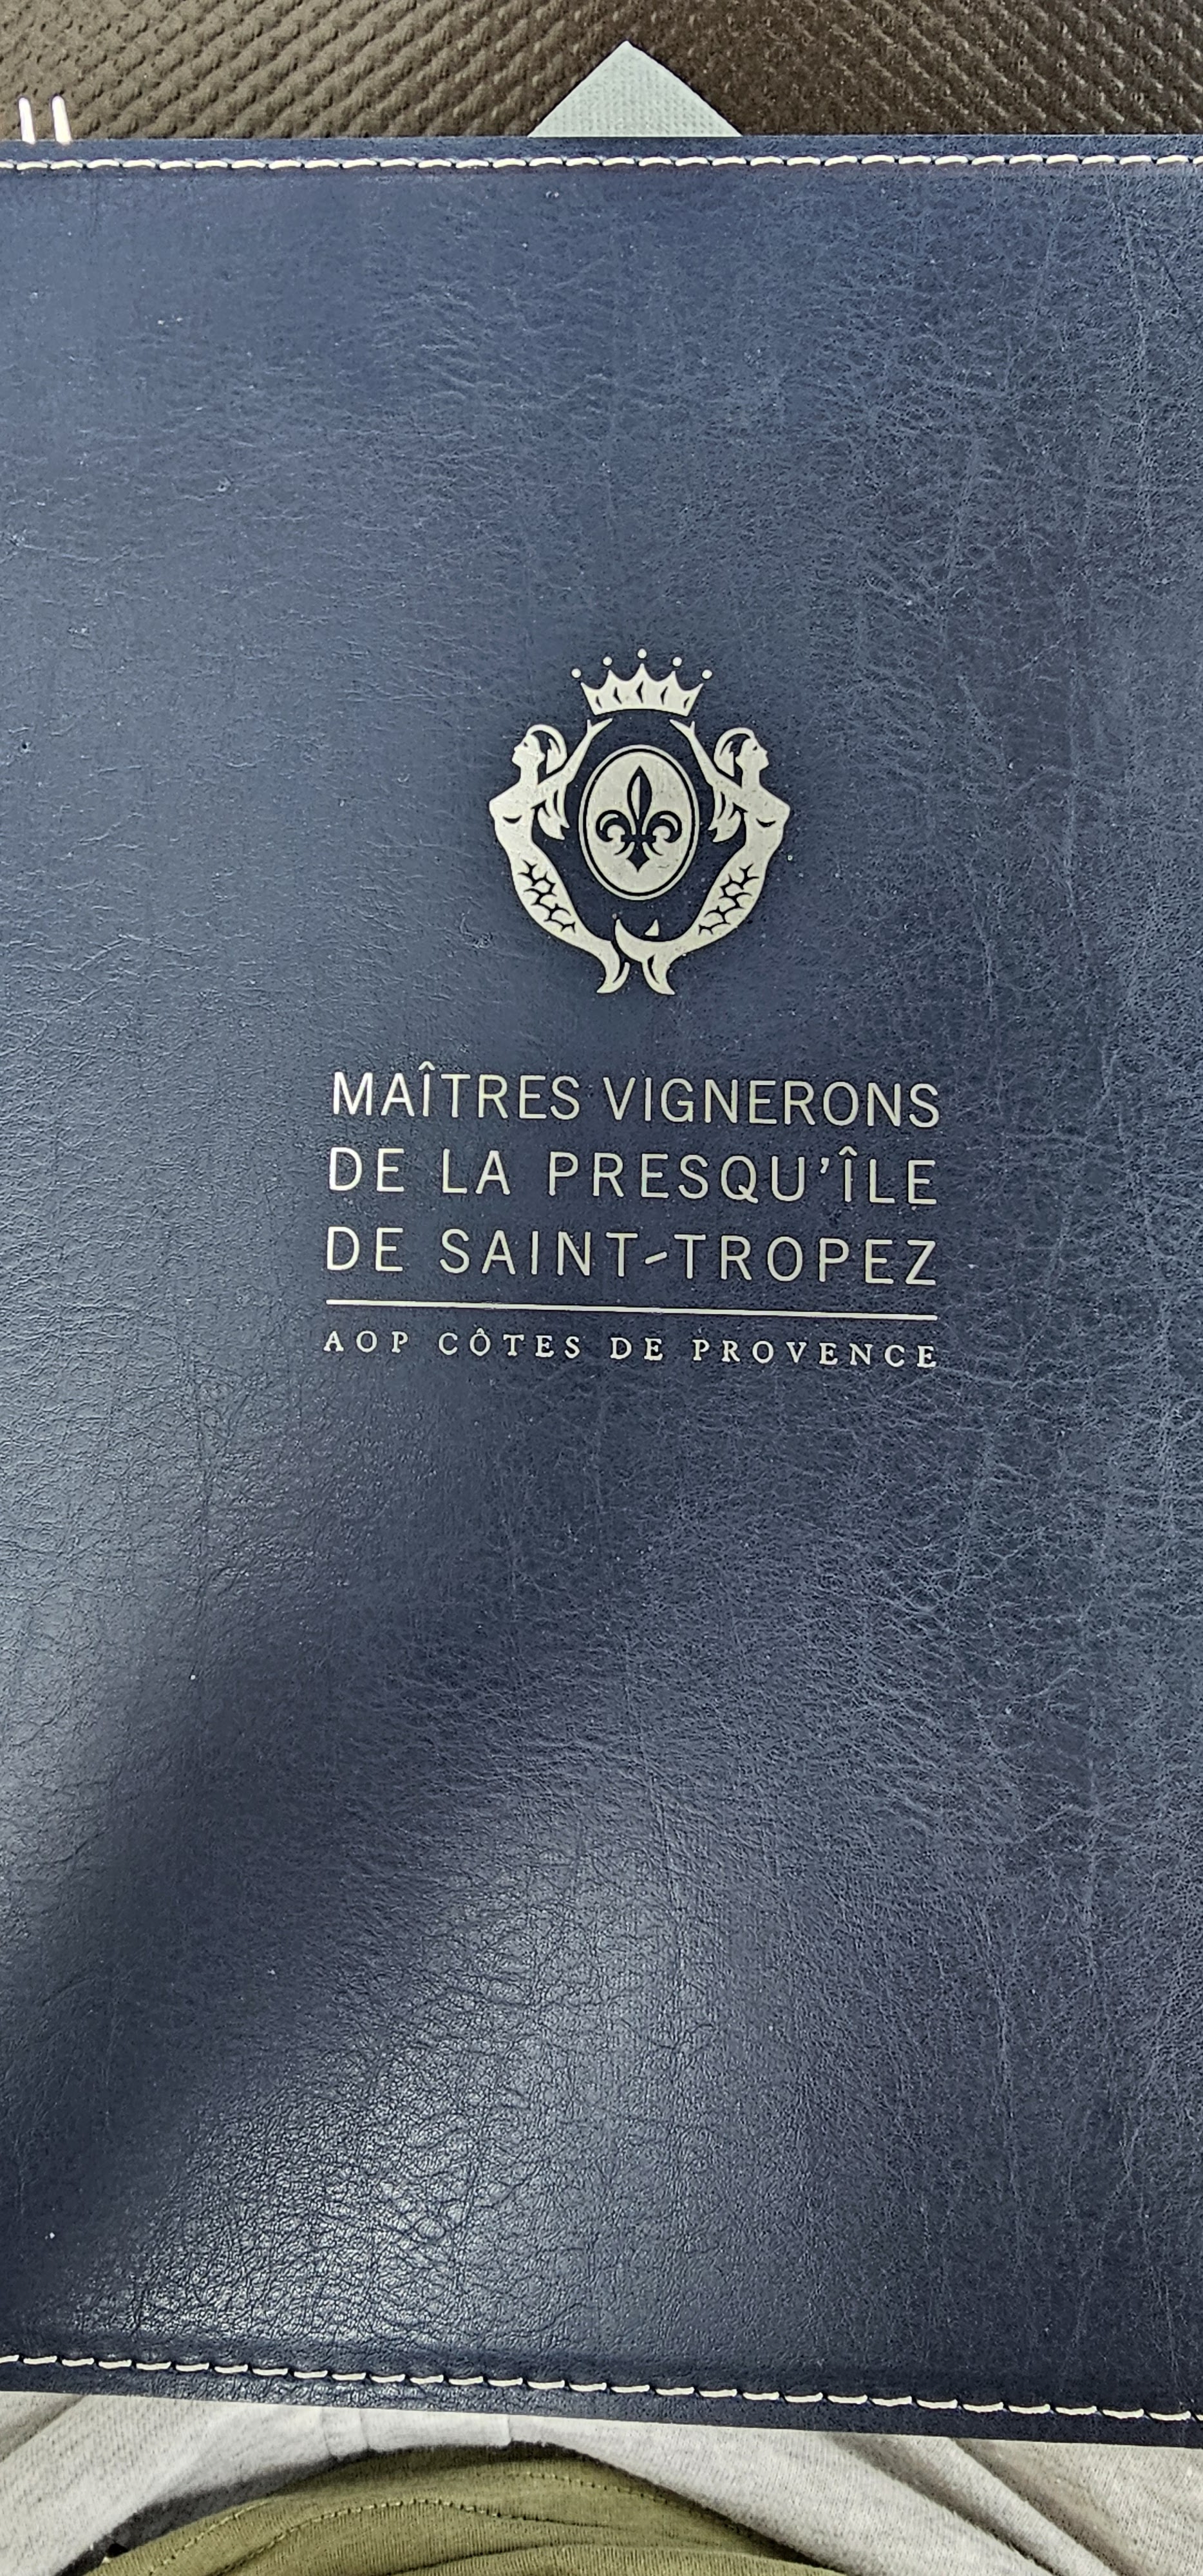 MAÎTRES VIGNERONS
DE LA PRESQU'ÎLE
DE SAINT-TROPEZ
AOP CÔTES DE PROVENCE